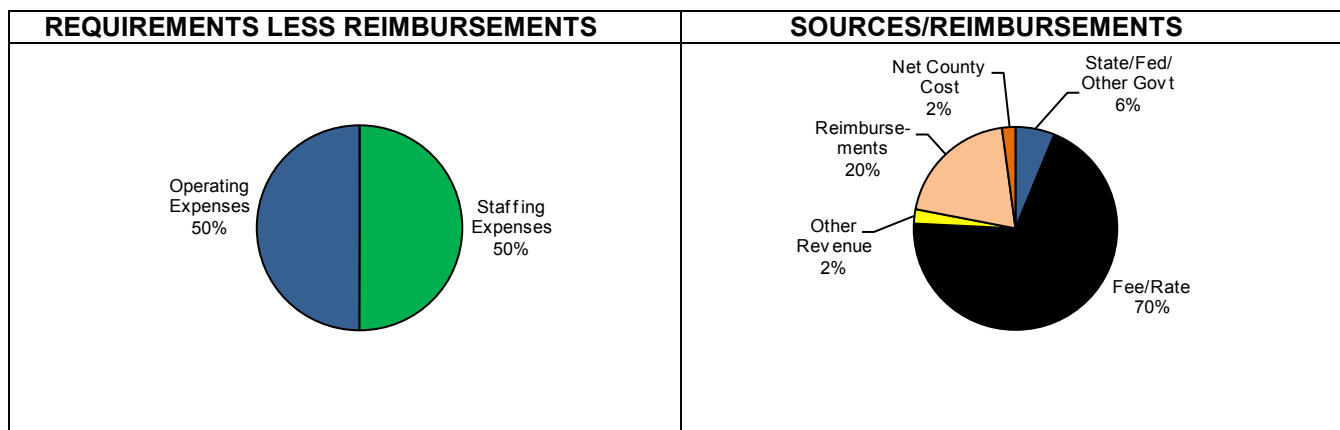 REQUIREMENTS LESS REIMBURSEMENTS
Operating
Expenses
50%
Staffing
Expenses
50%
SOURCES/REIMBURSEMENTS
Net County
Cost
2%
State/Fed/
Other Govt
6%
Reimburse-
ments
20%
Other
Revenue
2%
Fee/Rate
70%